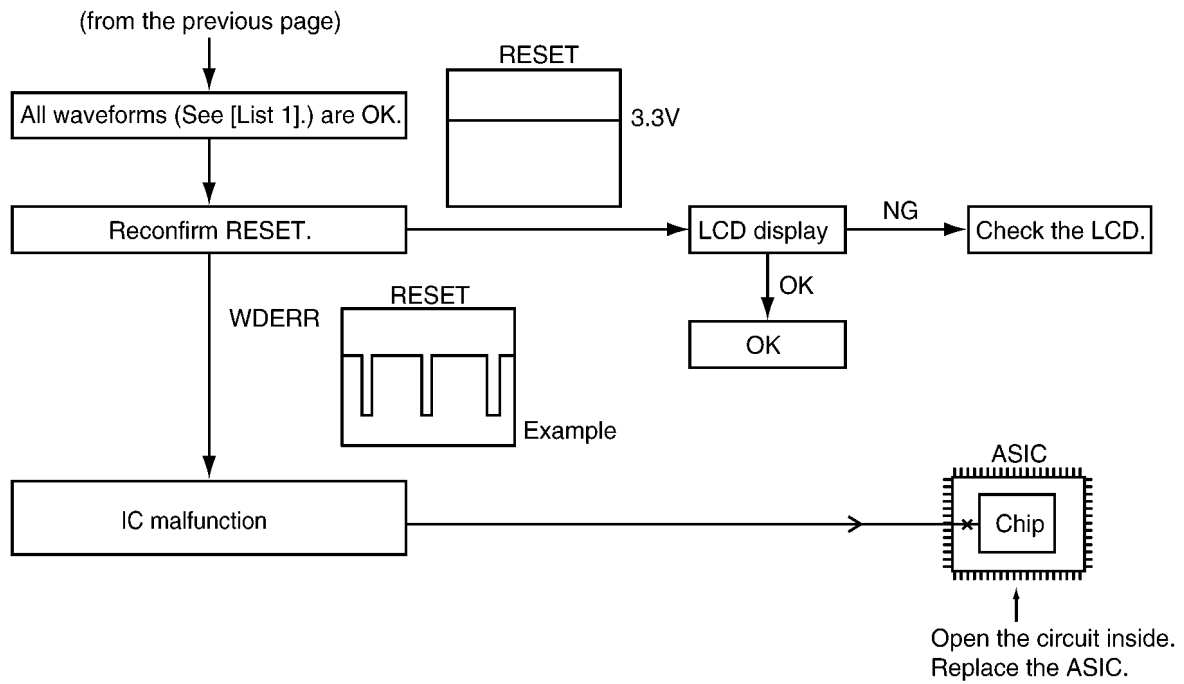 (from the previous page)
RESET
All waveforms (See [List 1].) are OK.
3.3V
Reconfirm RESET.
LCD display
NG
Check the LCD.
OK
WDERR
RESET
OK
Example
ASIC
IC malfunction
Chip
Open the circuit inside.
Replace the ASIC.